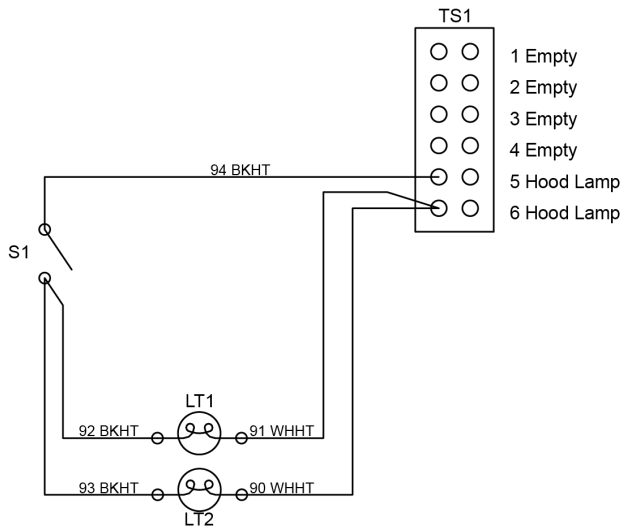 TS1
1 Empty
2 Empty
3 Empty
4 Empty
94 BKHT
5 Hood Lamp
6 Hood Lamp
S1
LT1
92 BKHT
91 WHHT
93 BKHT
90 WHHT
LT2